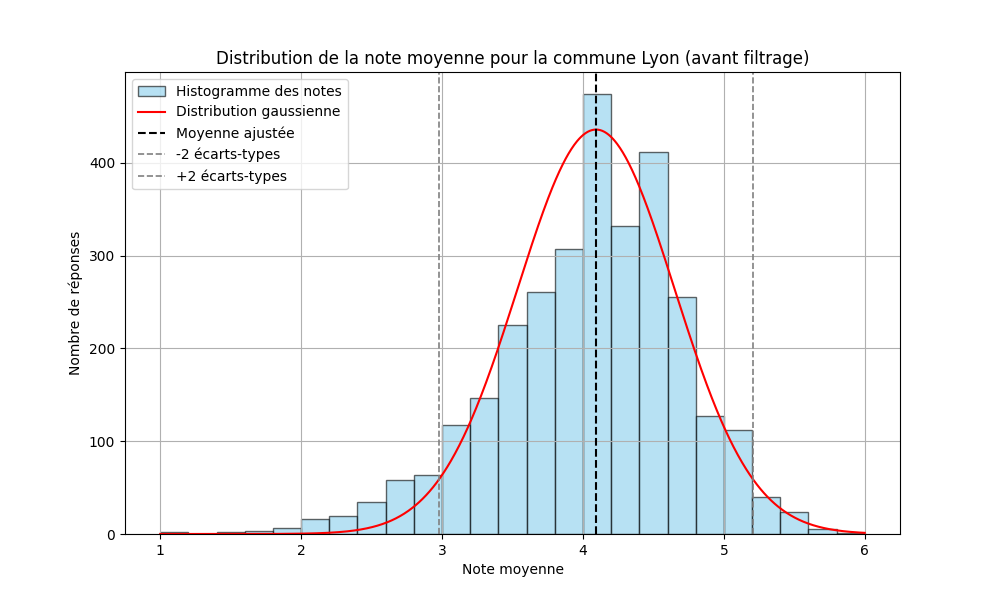 Distribution de la note moyenne pour la commune Lyon (avant filtrage)
Histogramme des notes
Distribution gaussienne
Moyenne ajustée
-2 écarts-types
+2 écarts-types
Nombre de réponses
400
300
200
100
0
1 2 3 4 5 6
Note moyenne